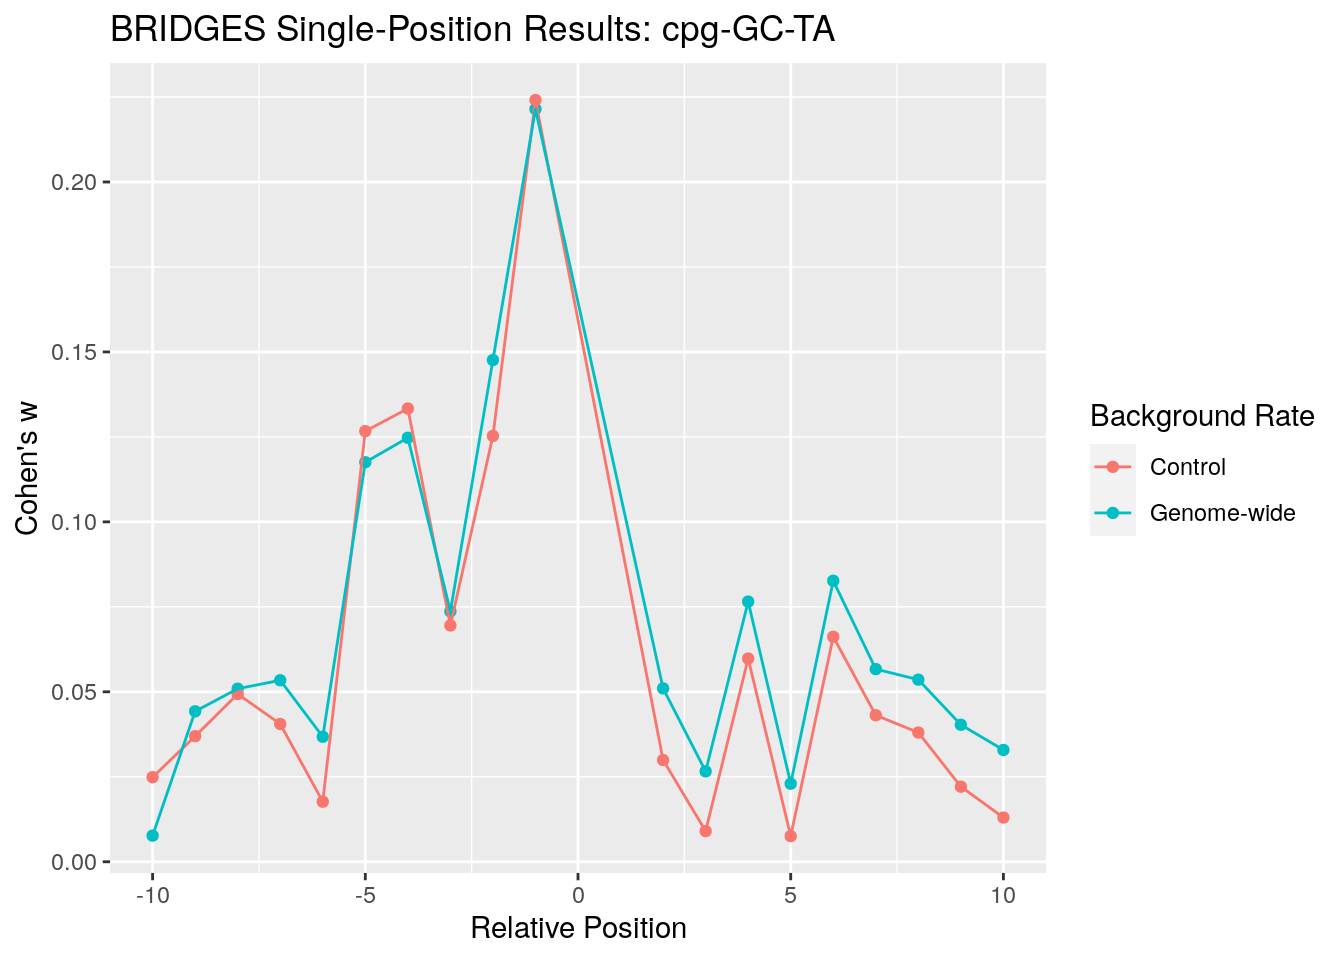 BRIDGES Single-Position Results: cpg-GC-TA
0.20
0.15
0.10
0.05
0.00
Cohen's w
-10 -5 0 5 10
Relative Position
Background Rate
Control
Genome-wide